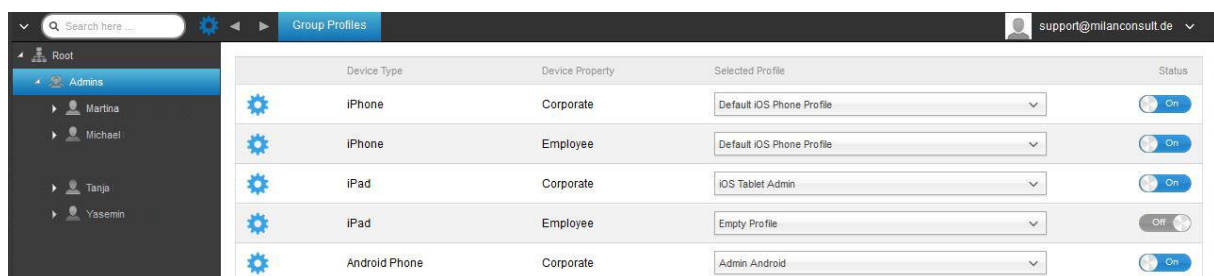 Search here ...
Group Profiles
support@milanconsult.de
Root
Admins
Martina
Michael
Tanja
Yasemin
Device Type Device Property Selected Profile Status
iPhone Corporate Default iOS Phone Profile On
iPhone Employee Default iOS Phone Profile On
iPad Corporate iOS Tablet Admin On
iPad Employee Empty Profile Off
Android Phone Corporate Admin Android On